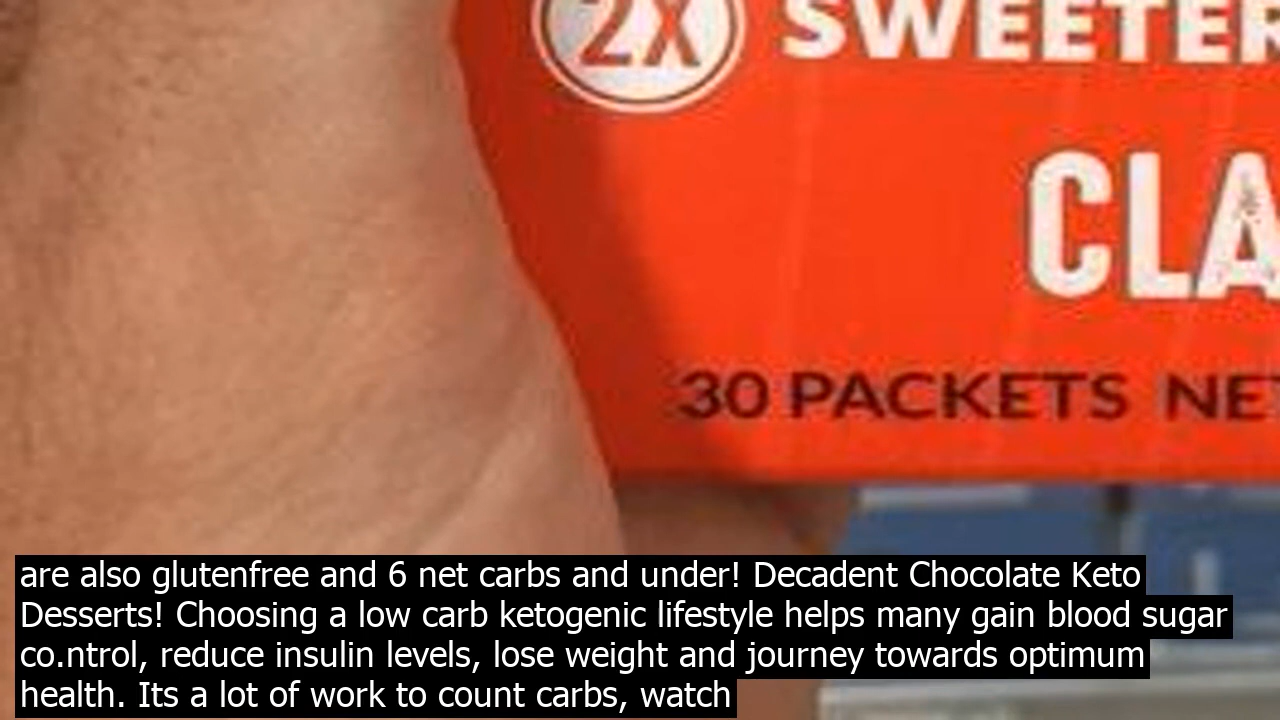 2X SWEETER
CLA
30 PACKETS NET
are also glutenfree and 6 net carbs and under! Decadent Chocolate Keto
Desserts! Choosing a low carb ketogenic lifestyle helps many gain blood sugar
co.ntrol, reduce insulin levels, lose weight and journey towards optimum
health. Its a lot of work to count carbs, watch